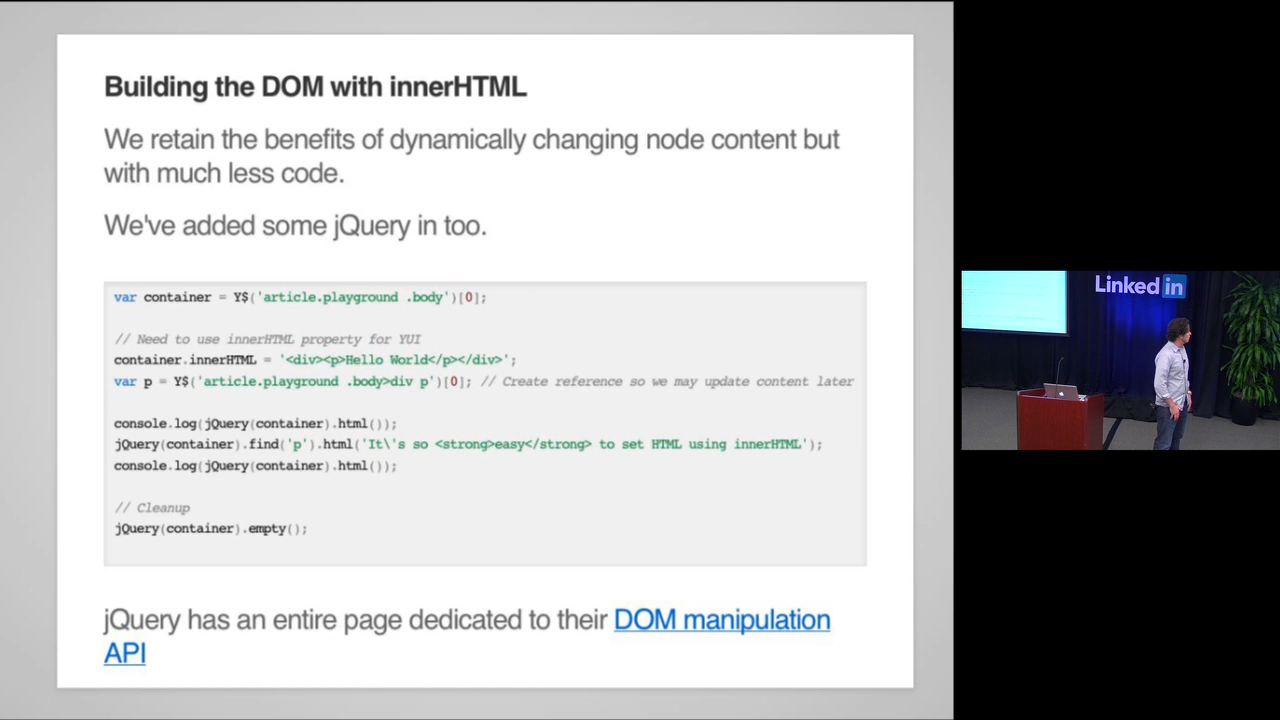 Building the DOM with innerHTML
We retain the benefits of dynamically changing node content but
with much less code.
We've added some jQuery in too.
var container = Y$('article.playground .body')[0];
// Need to use innerHTML property for YUI
container.innerHTML = '<div><p>Hello World</p></div>';
var p = Y$('article.playground .body>div p')[0]; // Create reference so we may update content later
console.log(jQuery(container).html());
jQuery(container).find('p').html('It\'s so <strong>easy</strong> to set HTML using innerHTML');
console.log(jQuery(container).html());
// Cleanup
jQuery(container).empty();
jQuery has an entire page dedicated to their DOM manipulation
API
Linked in